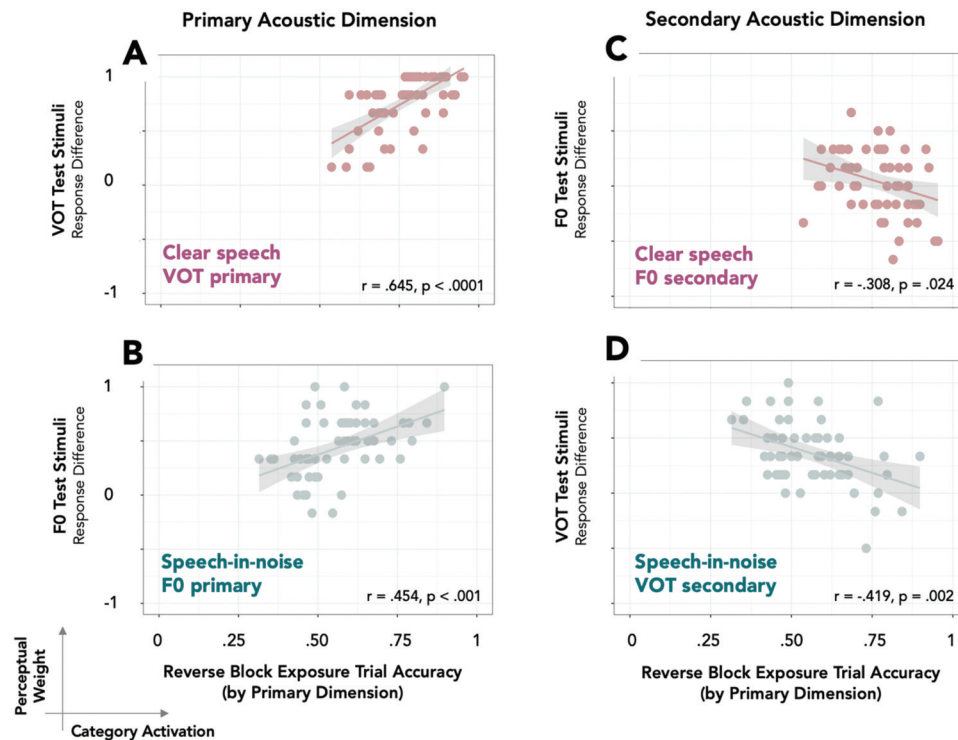 Primary Acoustic Dimension
Secondary Acoustic Dimension
A
1
0
-1
VOT Test Stimuli
Response Difference
Clear speech
VOT primary
r = .645, p < .0001
C
F0 Test Stimuli
Response Difference
Clear speech
F0 secondary
r = -.308, p = .024
B
1
0
-1
F0 Test Stimuli
Response Difference
Speech-in-noise
F0 primary
r = .454, p < .001
0 .25 .50 .75 1
Reverse Block Exposure Trial Accuracy
(by Primary Dimension)
D
VOT Test Stimuli
Response Difference
Speech-in-noise
VOT secondary
r = -.419, p = .002
0 .25 .50 .75 1
Reverse Block Exposure Trial Accuracy
(by Primary Dimension)
Perceptual
Weight
Category Activation